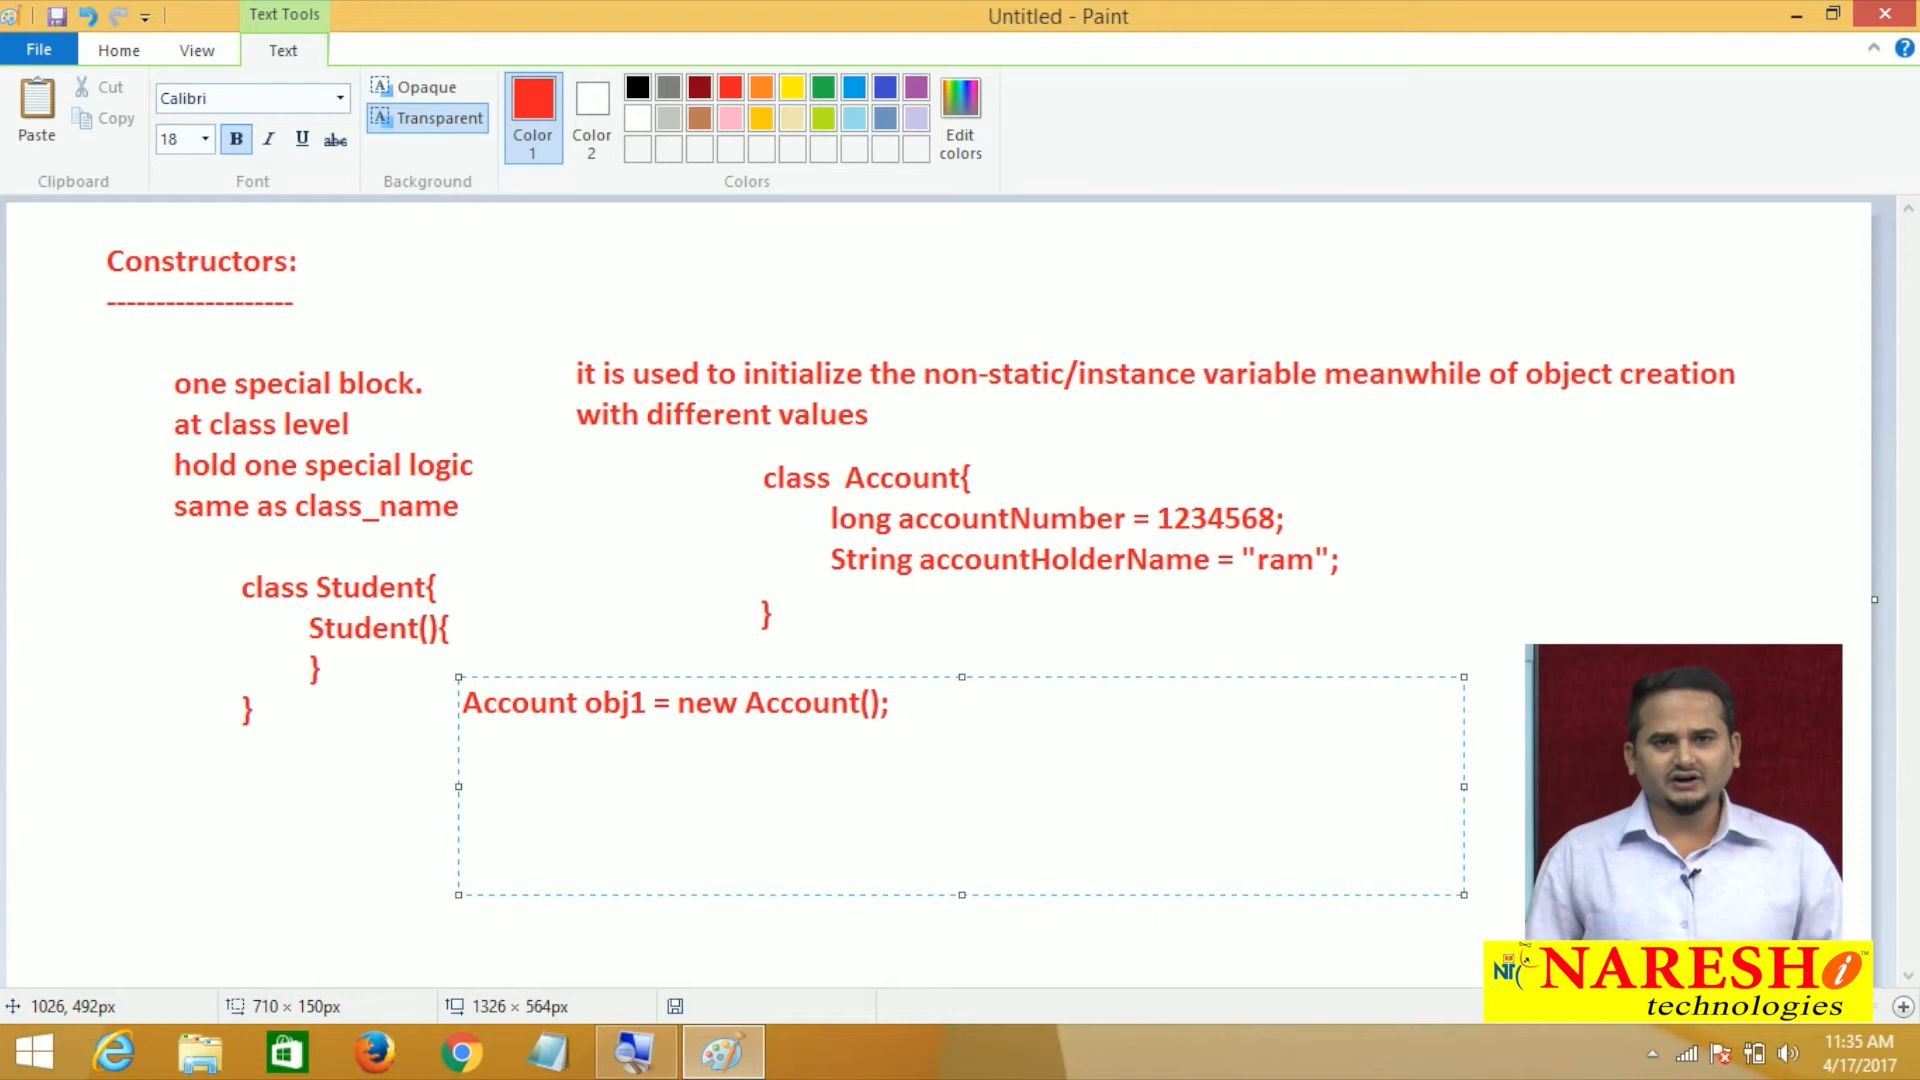 Text Tools
Untitled - Paint
File
Home
View
Text
Paste
Cut
Copy
Clipboard
Calibri
18
B I U abc
Font
Opaque
Transparent
Background
Color 1
Color 2
Edit colors
Colors
Constructors:
-------------------
one special block.
at class level
hold one special logic
same as class_name
class Student{
Student(){
}
}
it is used to initialize the non-static/instance variable meanwhile of object creation
with different values
class  Account{
long accountNumber = 1234568;
String accountHolderName = "ram";
}
Account obj1 = new Account();
NARESH i
technologies
1026, 492px
710 × 150px
1326 × 564px
11:35 AM
4/17/2017